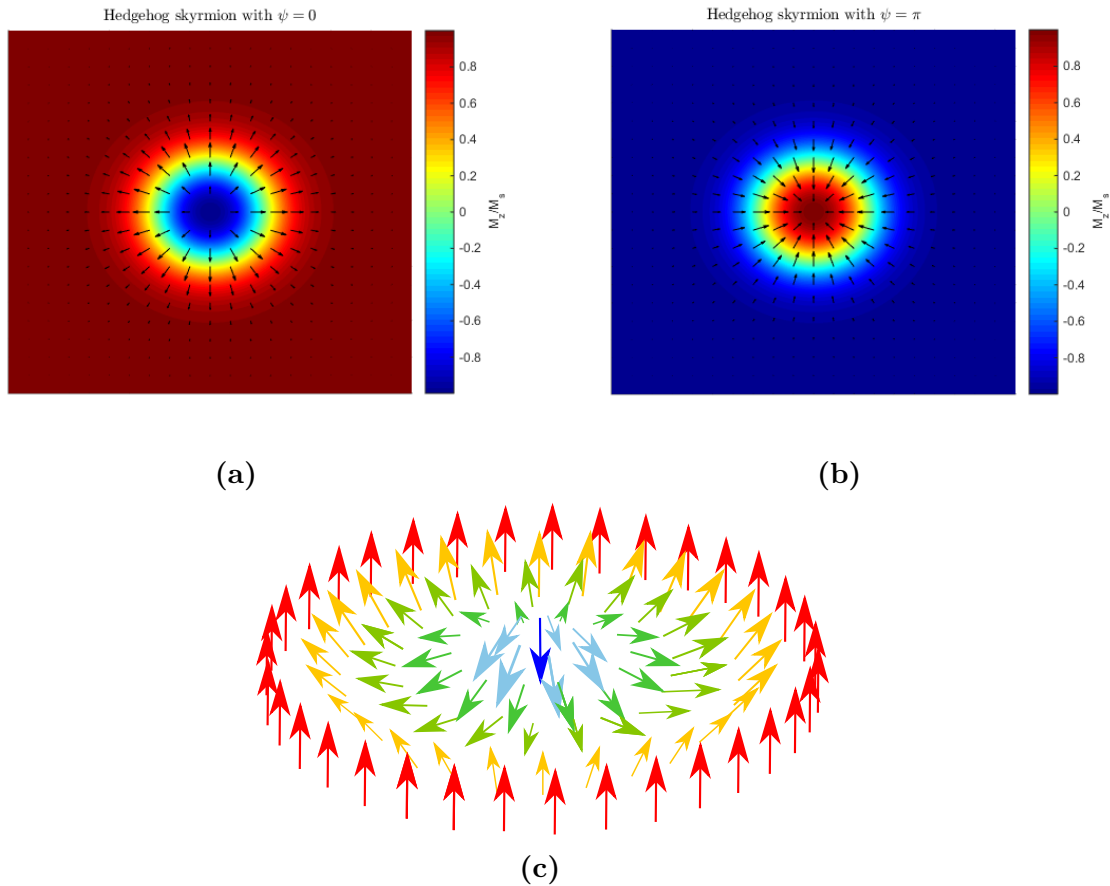 Hedgehog skyrmion with ψ = 0
0.8
0.6
0.4
0.2
0
-0.2
-0.4
-0.6
-0.8
M_z/M_s
(a)
Hedgehog skyrmion with ψ = π
0.8
0.6
0.4
0.2
0
-0.2
-0.4
-0.6
-0.8
M_z/M_s
(b)
(c)